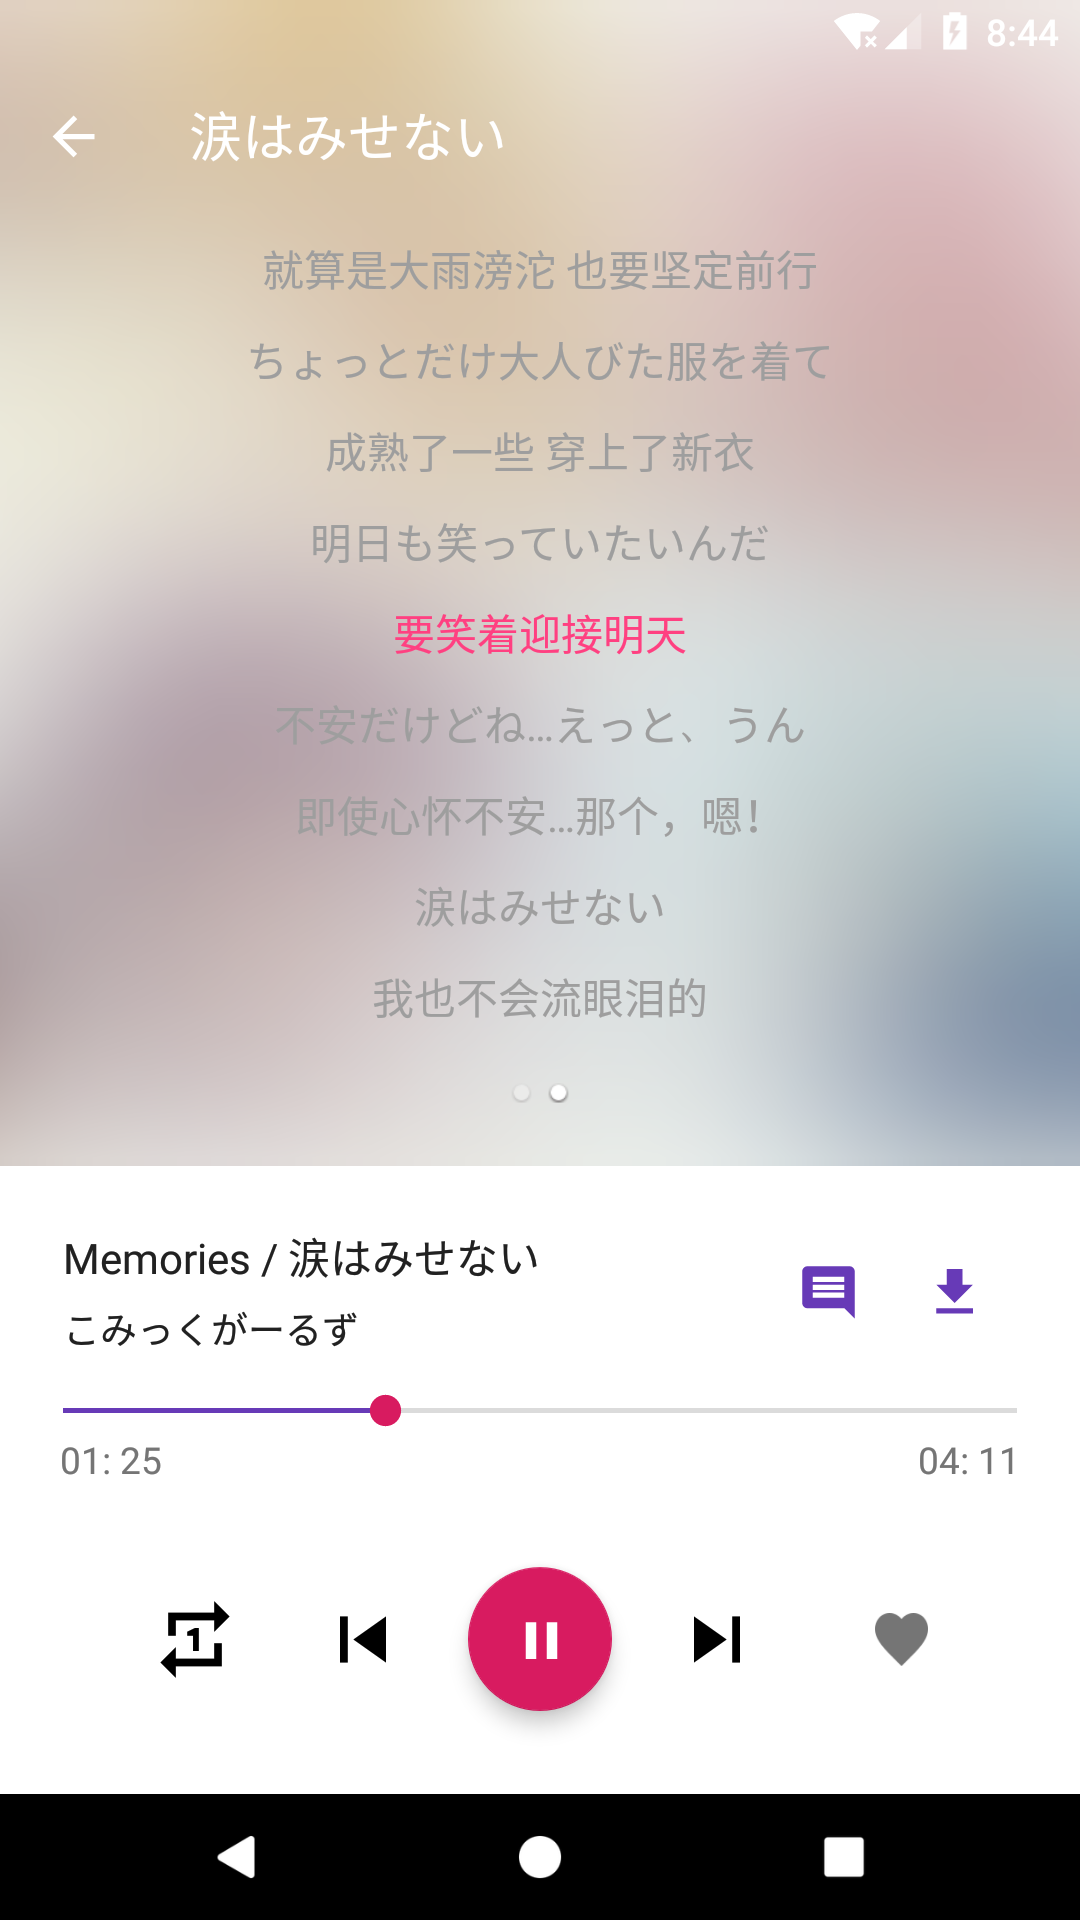 8:44
涙はみせない
就算是大雨滂沱 也要坚定前行
ちょっとだけ大人びた服を着て
成熟了一些 穿上了新衣
明日も笑っていたいんだ
要笑着迎接明天
不安だけどね...えっと、うん
即使心怀不安...那个，嗯！
涙はみせない
我也不会流眼泪的
Memories / 涙はみせない
こみっくがーるず
01: 25
04: 11
1